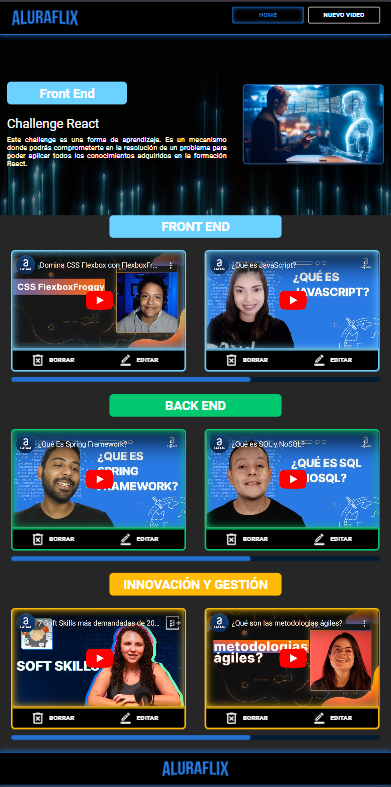 ALURAFLIX
HOME
NUEVO VIDEO
Front End
Challenge React
Este challenge es una forma de aprendizaje. Es un mecanismo
donde podrás comprometerte en la resolución de un problema para
poder aplicar todos los conocimientos adquiridos en la formación
React.
FRONT END
¡Domina CSS Flexbox con FlexboxFr...
CSS FlexboxFroggy
BORRAR
EDITAR
¿Qué es JavaScript?
¿QUÉ ES
JAVASCRIPT?
BORRAR
EDITAR
BACK END
¿Qué Es Spring Framework?
¿QUE ES
SPRING
FRAMEWORK?
BORRAR
EDITAR
¿Qué es SQL y NoSQL?
¿QUÉ ES SQL
NOSQL?
BORRAR
EDITAR
INNOVACIÓN Y GESTIÓN
7 Soft Skills más demandadas de 20...
SOFT SKILLS
BORRAR
EDITAR
¿Qué son las metodologías ágiles?
metodologías
ágiles?
BORRAR
EDITAR
ALURAFLIX